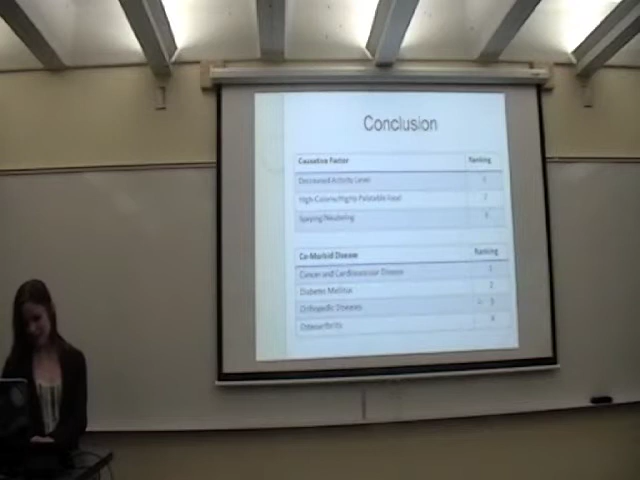 Conclusion
Causative Factor Ranking
Decreased Activity Level 1
High-Calorie/Highly Palatable Food 2
Spaying/Neutering 3
Co-Morbid Disease Ranking
Cancer and Cardiovascular Disease 1
Diabetes Mellitus 2
Orthopedic Diseases 3
Osteoarthritis 4